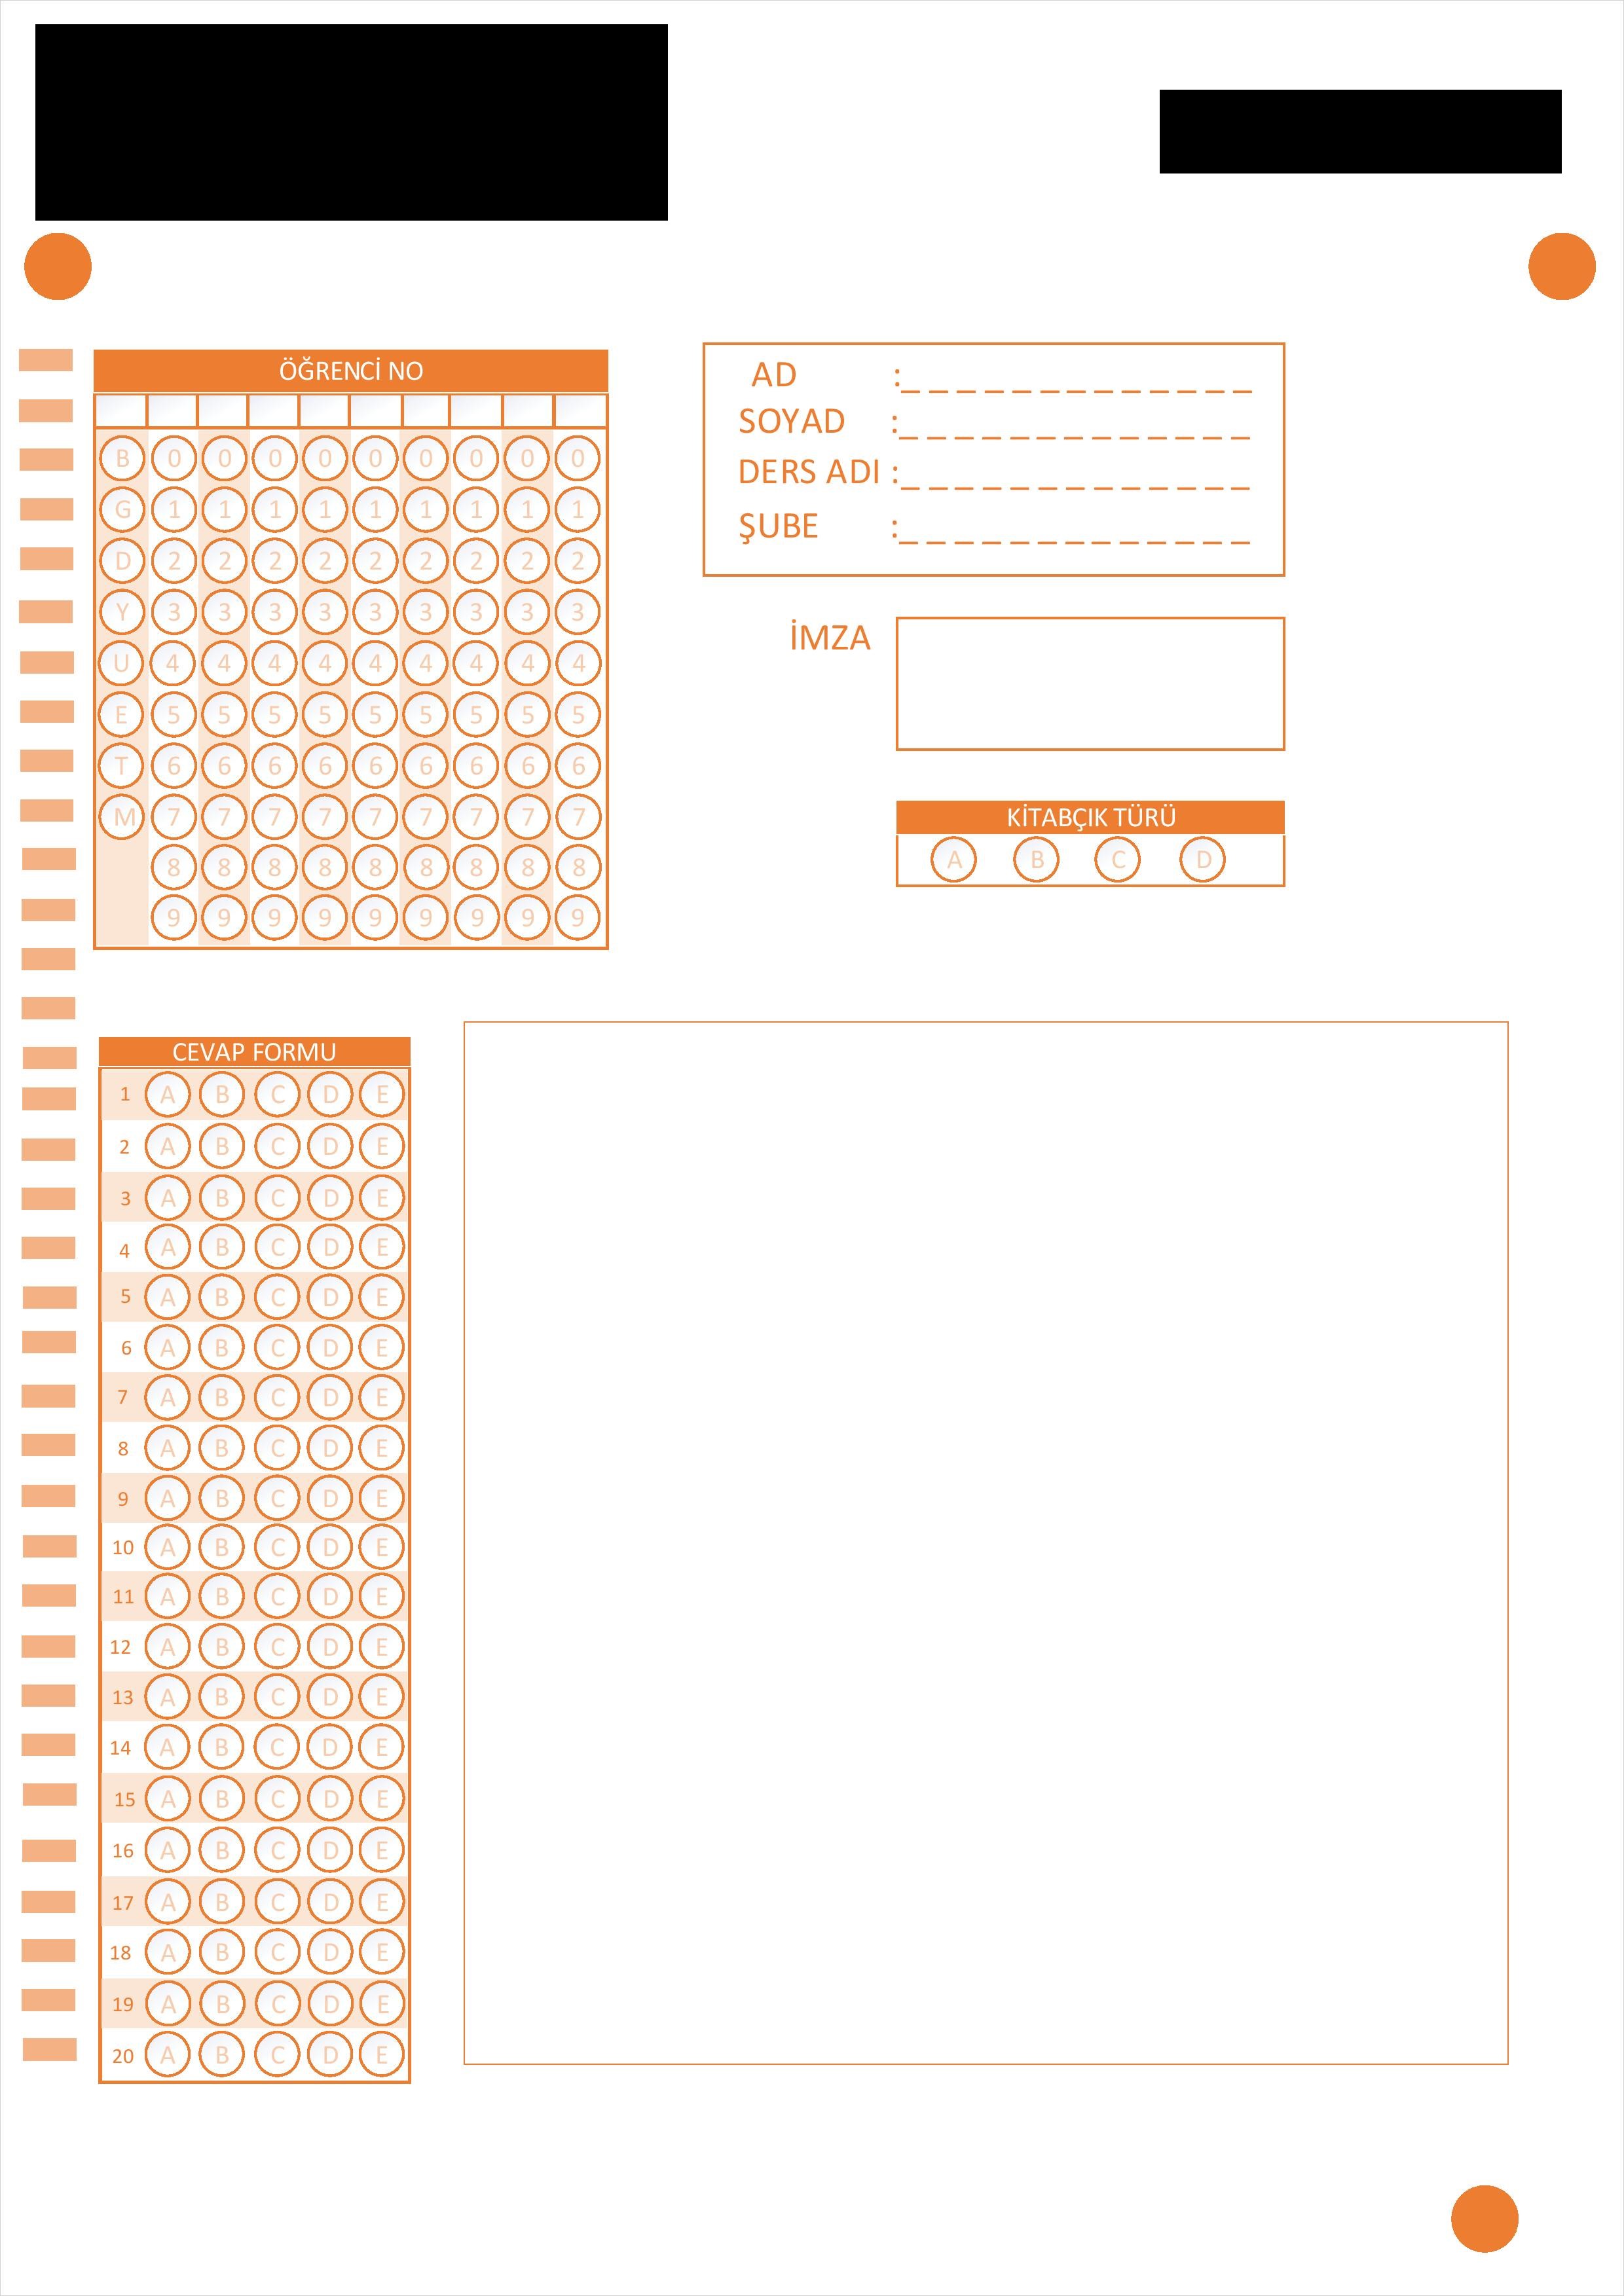 ÖĞRENCİ NO
B 0 0 0 0 0 0 0 0 0
G 1 1 1 1 1 1 1 1 1
D 2 2 2 2 2 2 2 2 2
Y 3 3 3 3 3 3 3 3 3
U 4 4 4 4 4 4 4 4 4
E 5 5 5 5 5 5 5 5 5
T 6 6 6 6 6 6 6 6 6
M 7 7 7 7 7 7 7 7 7
8 8 8 8 8 8 8 8 8
9 9 9 9 9 9 9 9 9
AD :_ _ _ _ _ _ _ _ _ _ _ _ _
SOYAD :_ _ _ _ _ _ _ _ _ _ _ _ _
DERS ADI :_ _ _ _ _ _ _ _ _ _ _ _ _
ŞUBE :_ _ _ _ _ _ _ _ _ _ _ _ _
İMZA
KİTABÇIK TÜRÜ
A B C D
CEVAP FORMU
1 A B C D E
2 A B C D E
3 A B C D E
4 A B C D E
5 A B C D E
6 A B C D E
7 A B C D E
8 A B C D E
9 A B C D E
10 A B C D E
11 A B C D E
12 A B C D E
13 A B C D E
14 A B C D E
15 A B C D E
16 A B C D E
17 A B C D E
18 A B C D E
19 A B C D E
20 A B C D E